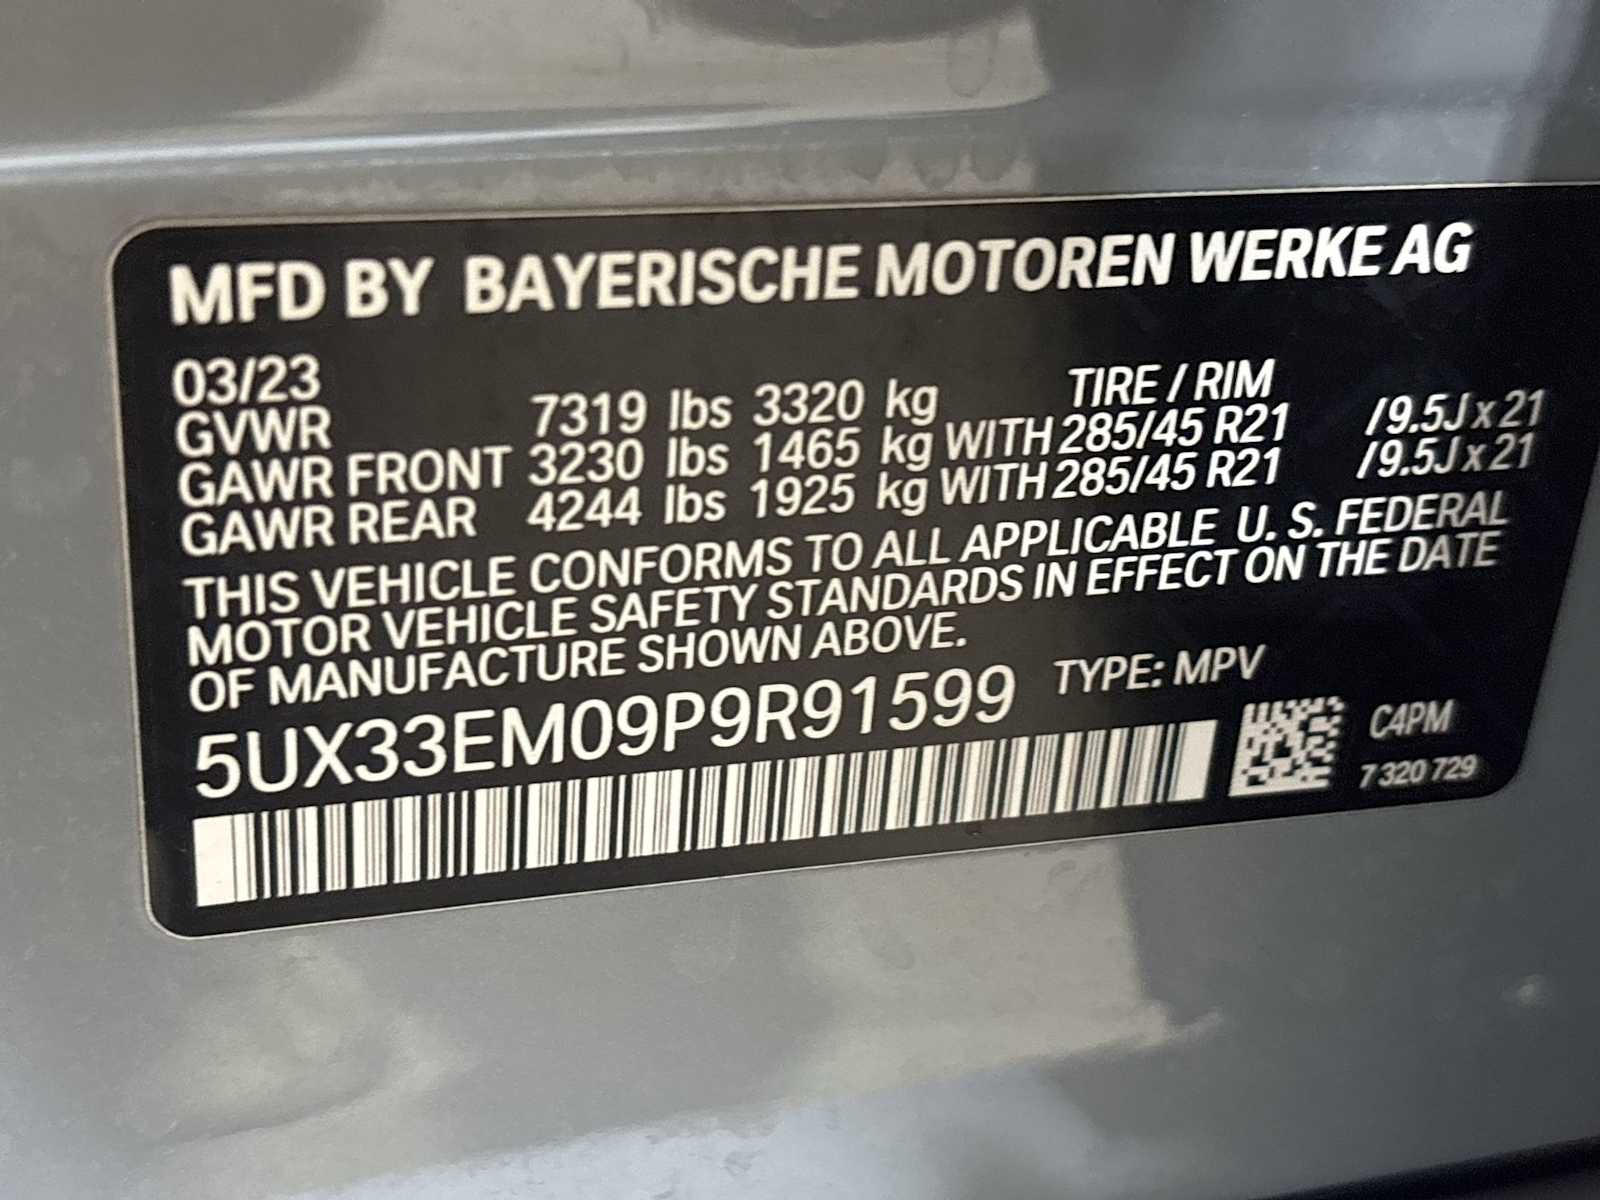 MFD BY BAYERISCHE MOTOREN WERKE AG
03/23 TIRE / RIM
GVWR 7319 lbs 3320 kg
GAWR FRONT 3230 lbs 1465 kg WITH 285/45 R21 /9.5J x 21
GAWR REAR 4244 lbs 1925 kg WITH 285/45 R21 /9.5J x 21
THIS VEHICLE CONFORMS TO ALL APPLICABLE U. S. FEDERAL
MOTOR VEHICLE SAFETY STANDARDS IN EFFECT ON THE DATE
OF MANUFACTURE SHOWN ABOVE.
5UX33EM09P9R91599 TYPE: MPV
C4PM
7 320 729